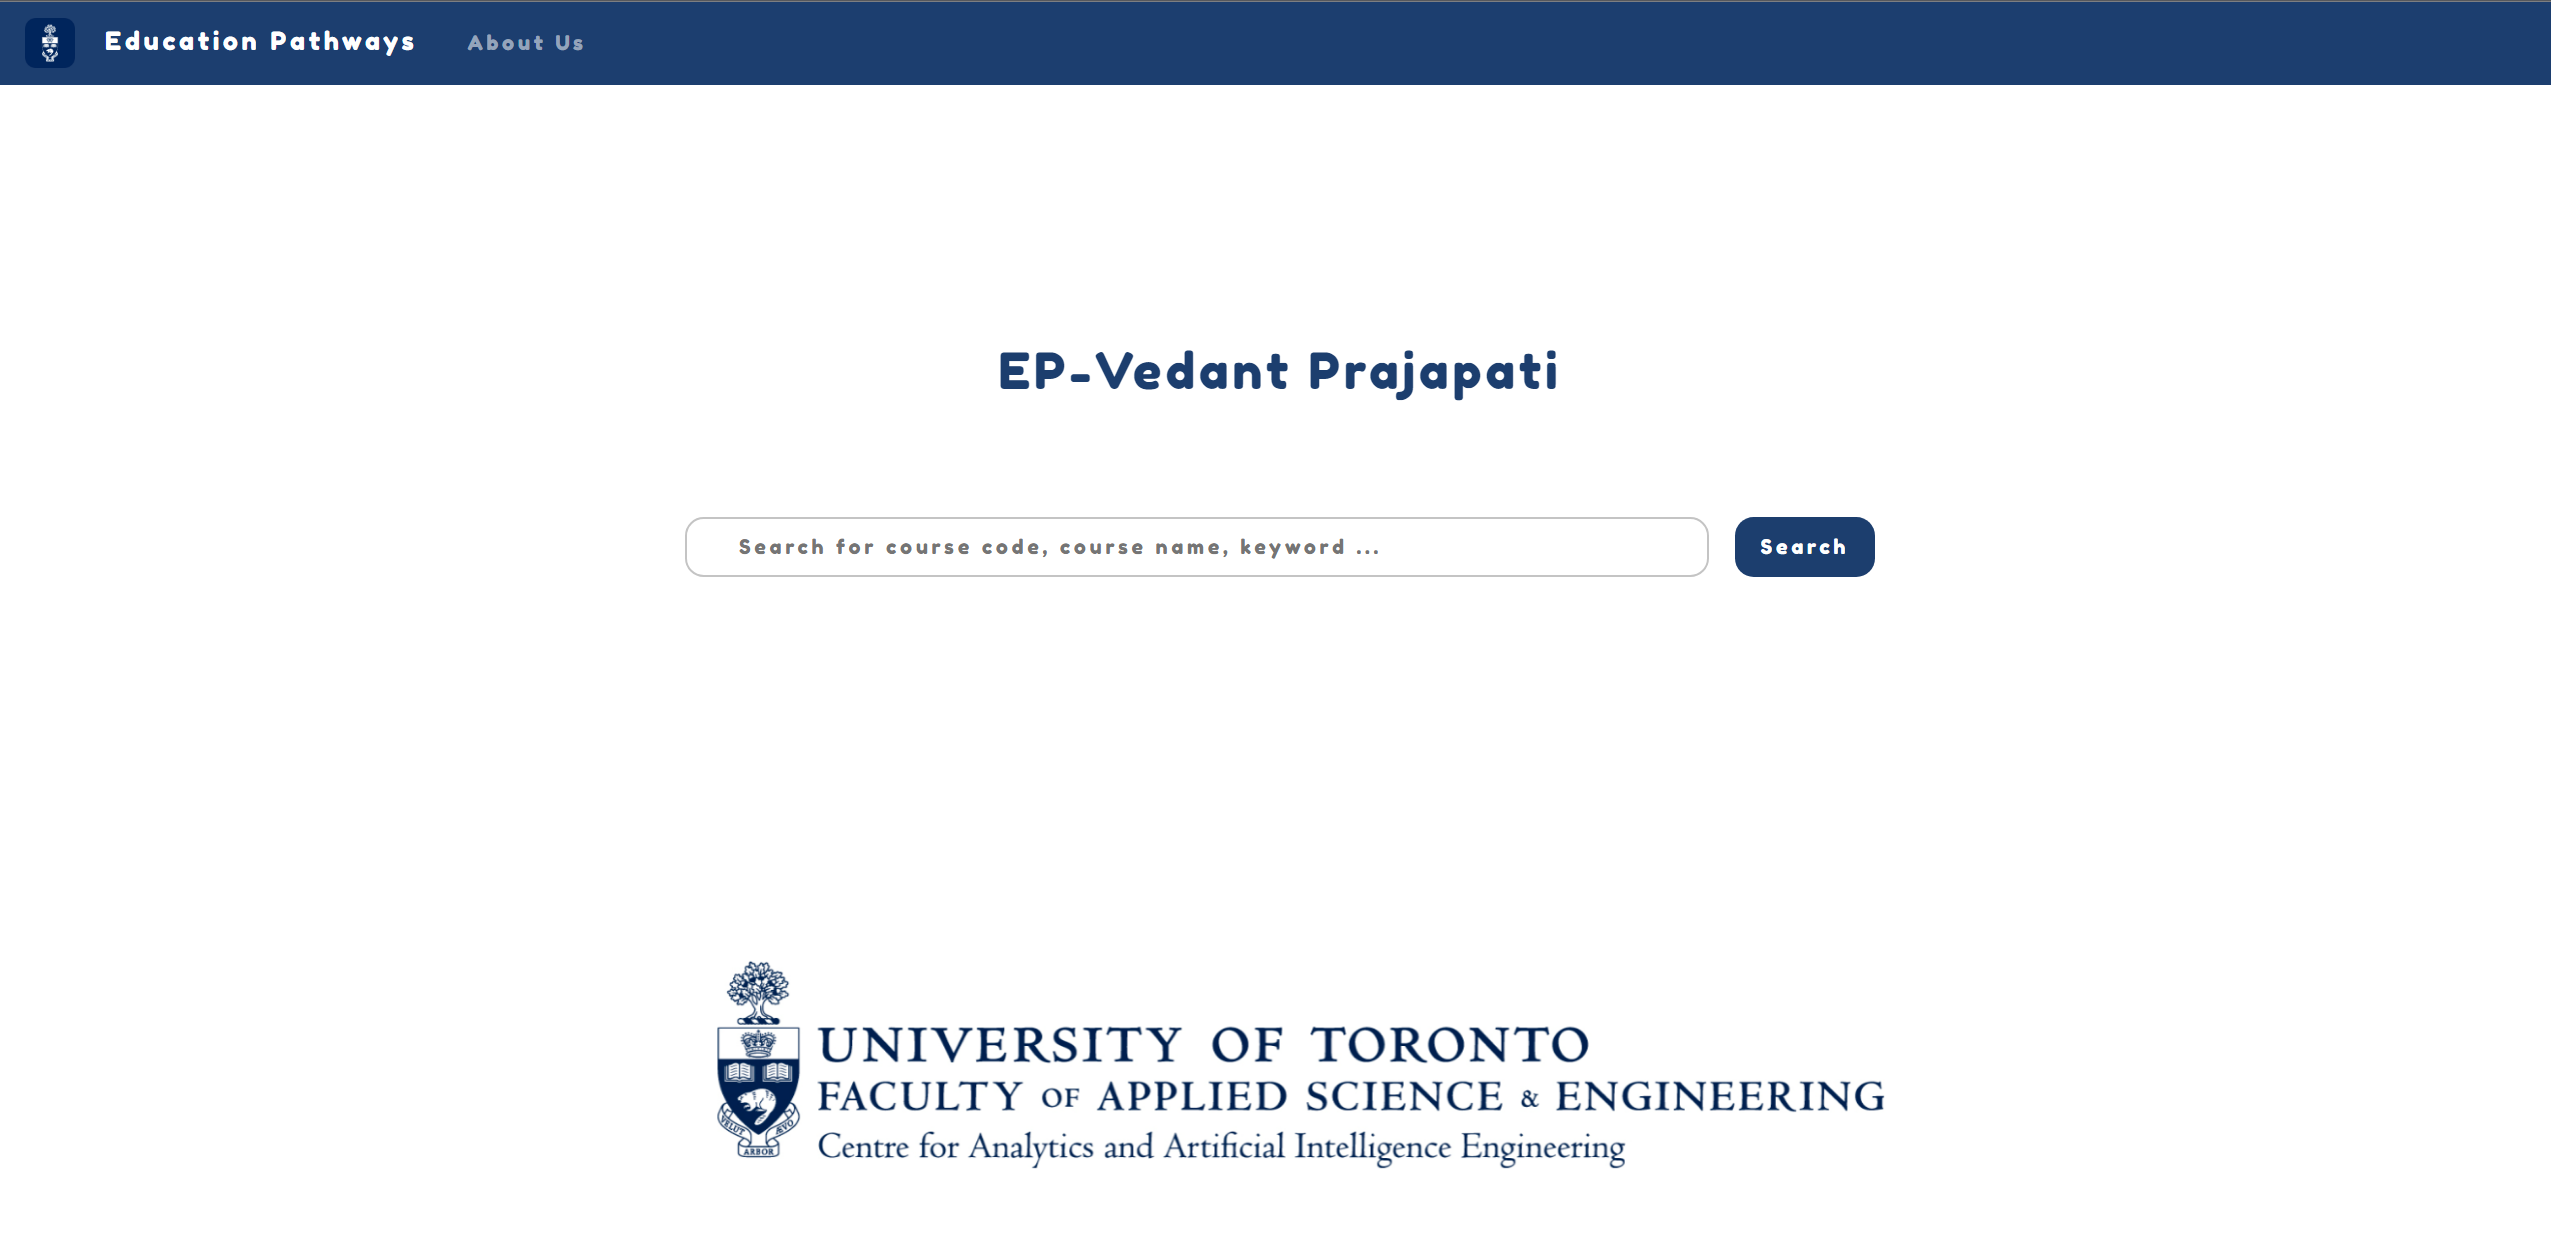 Education Pathways About Us
EP-Vedant Prajapati
Search for course code, course name, keyword ... Search
UNIVERSITY OF TORONTO
FACULTY OF APPLIED SCIENCE & ENGINEERING
Centre for Analytics and Artificial Intelligence Engineering
VELUT ÆVO
ARBOR